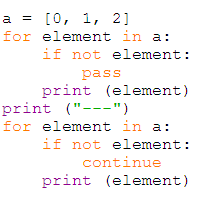 a = [0, 1, 2]
for element in a:
    if not element:
        pass
    print (element)
print ("---")
for element in a:
    if not element:
        continue
    print (element)